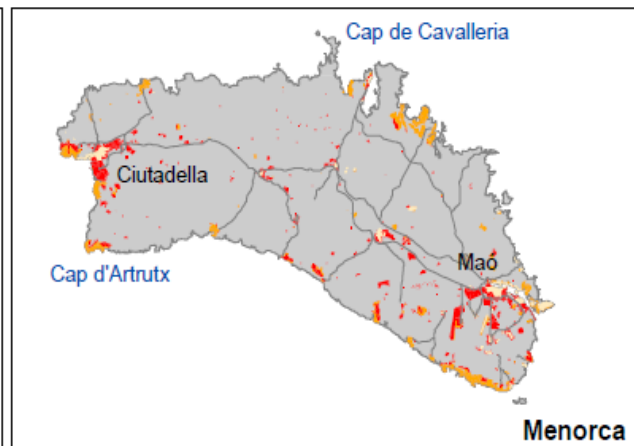 Cap de Cavalleria
Ciutadella
Maó
Cap d'Artrutx
Menorca